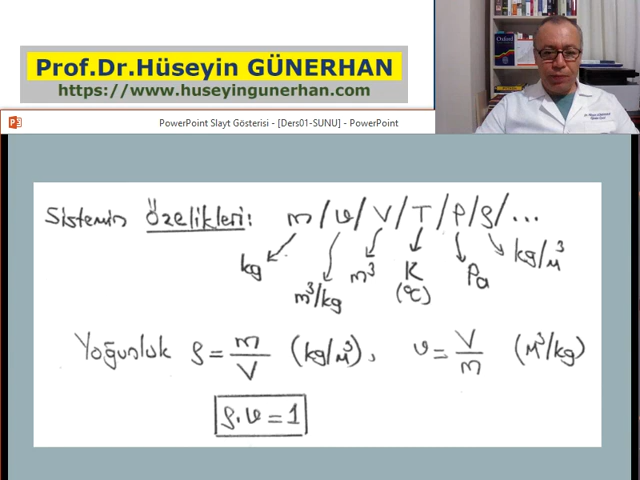 Prof.Dr.Hüseyin GÜNERHAN
https://www.huseyingunerhan.com
Oxford
PowerPoint Slayt Gösterisi - [Ders01-SUNU] - PowerPoint
Sistemin Özelikleri: m / υ / V / T / P / ρ / ...
kg m³/kg m³ K (°C) Pa kg/m³
Yoğunluk ρ = m/V (kg/m³), υ = V/m (m³/kg)
ρ.υ = 1